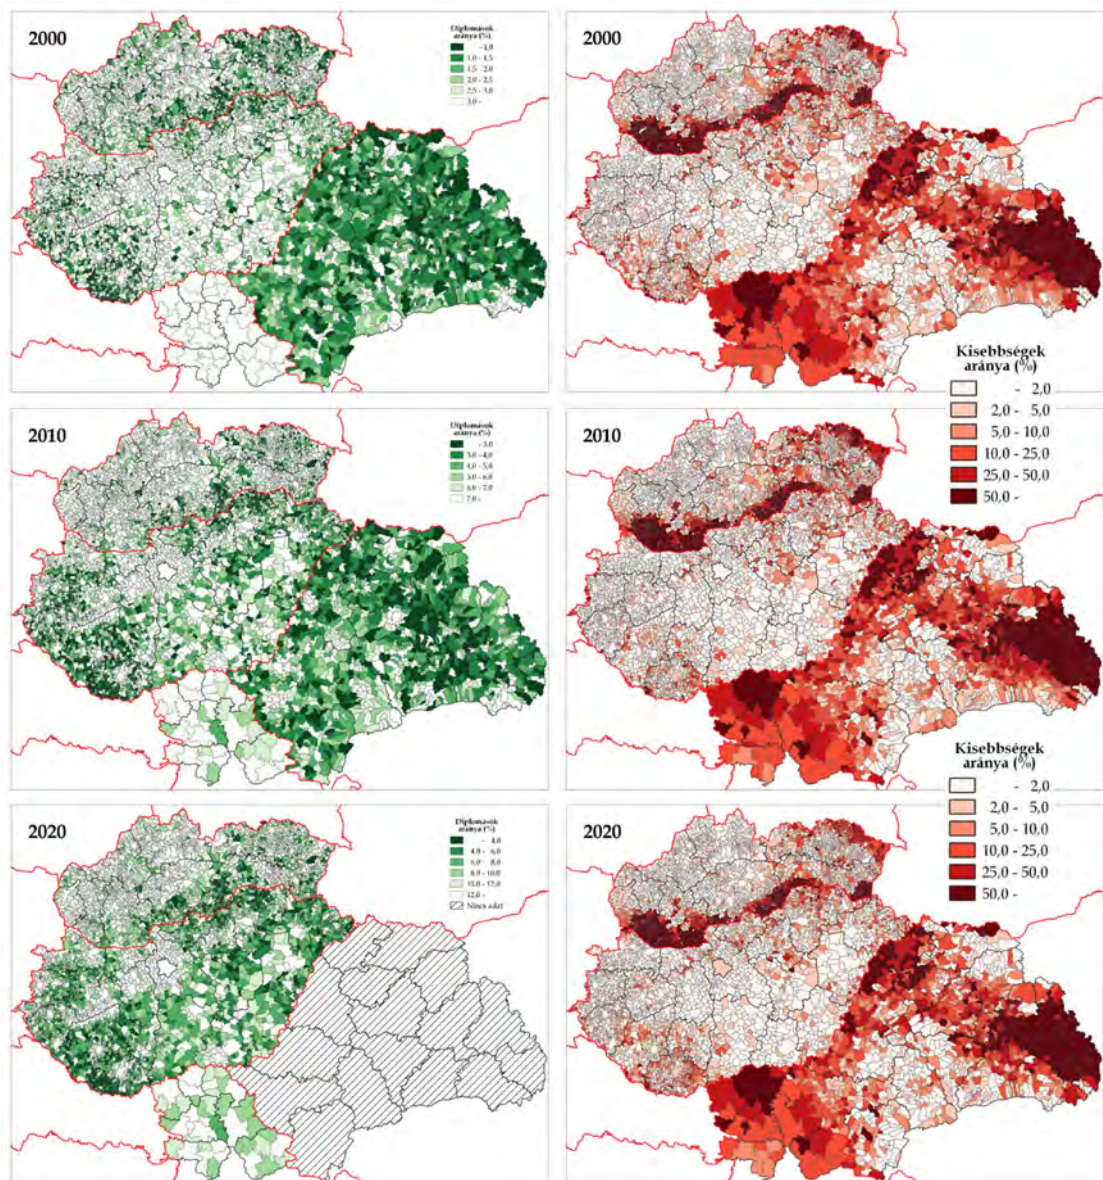 2000
Diplomások
aránya (%)
- 1,0
1,0 - 1,5
1,5 - 2,0
2,0 - 2,5
2,5 - 3,0
3,0 -
2000
Kisebbségek
aránya (%)
- 2,0
2,0 - 5,0
5,0 - 10,0
10,0 - 25,0
25,0 - 50,0
50,0 -
2010
Diplomások
aránya (%)
- 3,0
3,0 - 4,0
4,0 - 5,0
5,0 - 6,0
6,0 - 7,0
7,0 -
2010
Kisebbségek
aránya (%)
- 2,0
2,0 - 5,0
5,0 - 10,0
10,0 - 25,0
25,0 - 50,0
50,0 -
2020
Diplomások
aránya (%)
- 4,0
4,0 - 6,0
6,0 - 8,0
8,0 - 10,0
10,0 - 12,0
12,0 -
Nincs adat
2020